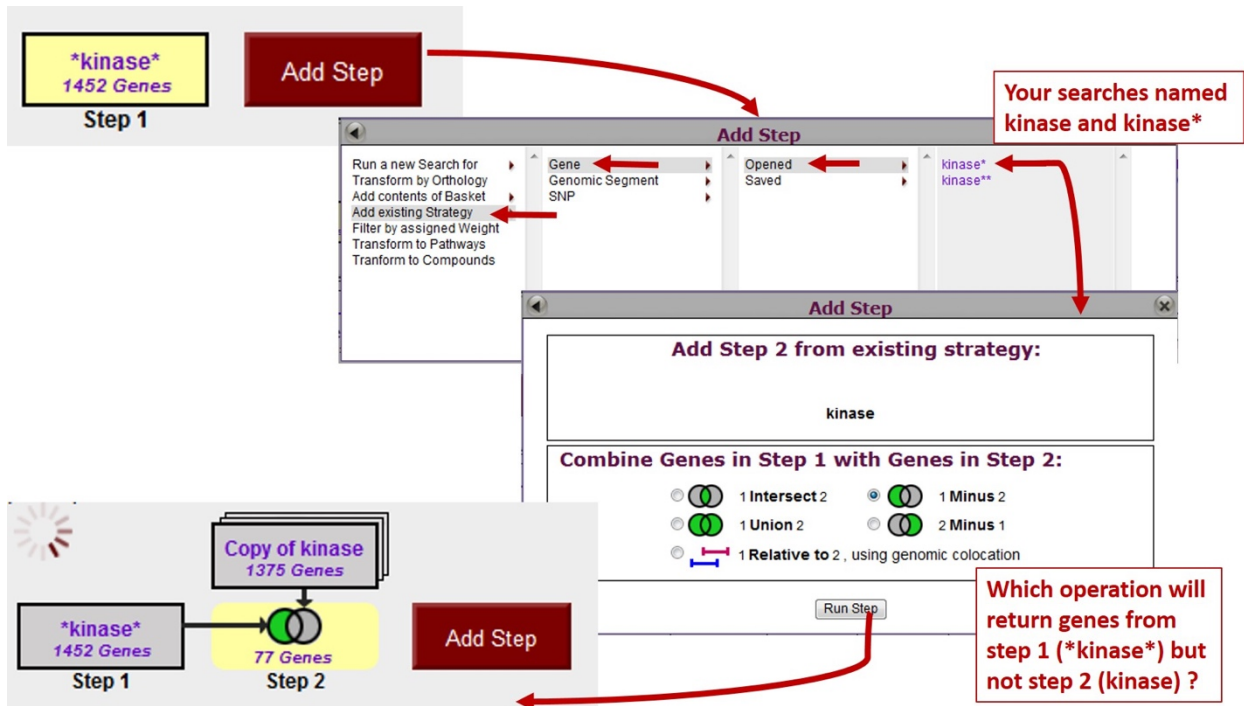 *kinase*
1452 Genes
Step 1
Add Step
Your searches named
kinase and kinase*
Add Step
Run a new Search for
Transform by Orthology
Add contents of Basket
Add existing Strategy
Filter by assigned Weight
Transform to Pathways
Tranform to Compounds
Gene
Genomic Segment
SNP
Opened
Saved
kinase*
kinase**
Add Step
Add Step 2 from existing strategy:
kinase
Combine Genes in Step 1 with Genes in Step 2:
1 Intersect 2
1 Minus 2
1 Union 2
2 Minus 1
1 Relative to 2 , using genomic colocation
Run Step
Which operation will
return genes from
step 1 (*kinase*) but
not step 2 (kinase) ?
Copy of kinase
1375 Genes
*kinase*
1452 Genes
Step 1
77 Genes
Step 2
Add Step